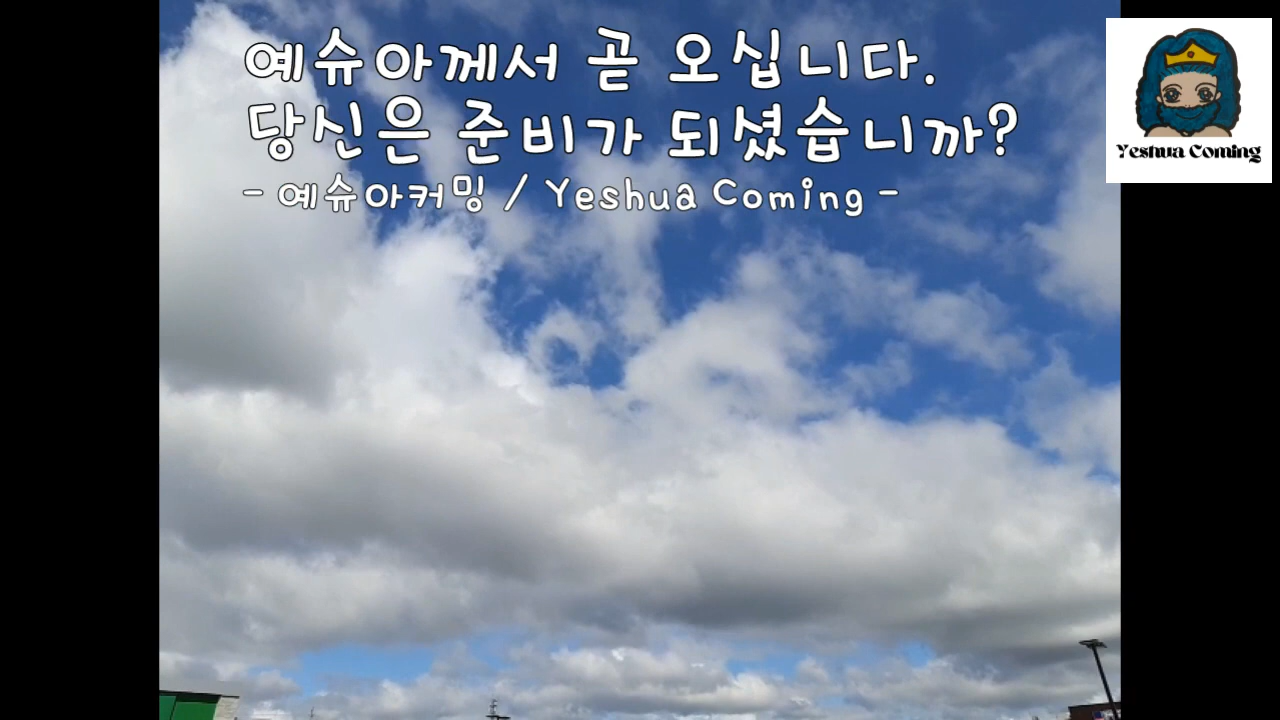 예슈아께서 곧 오십니다.
당신은 준비가 되셨습니까?
- 예슈아커밍 / Yeshua Coming -
Yeshua Coming